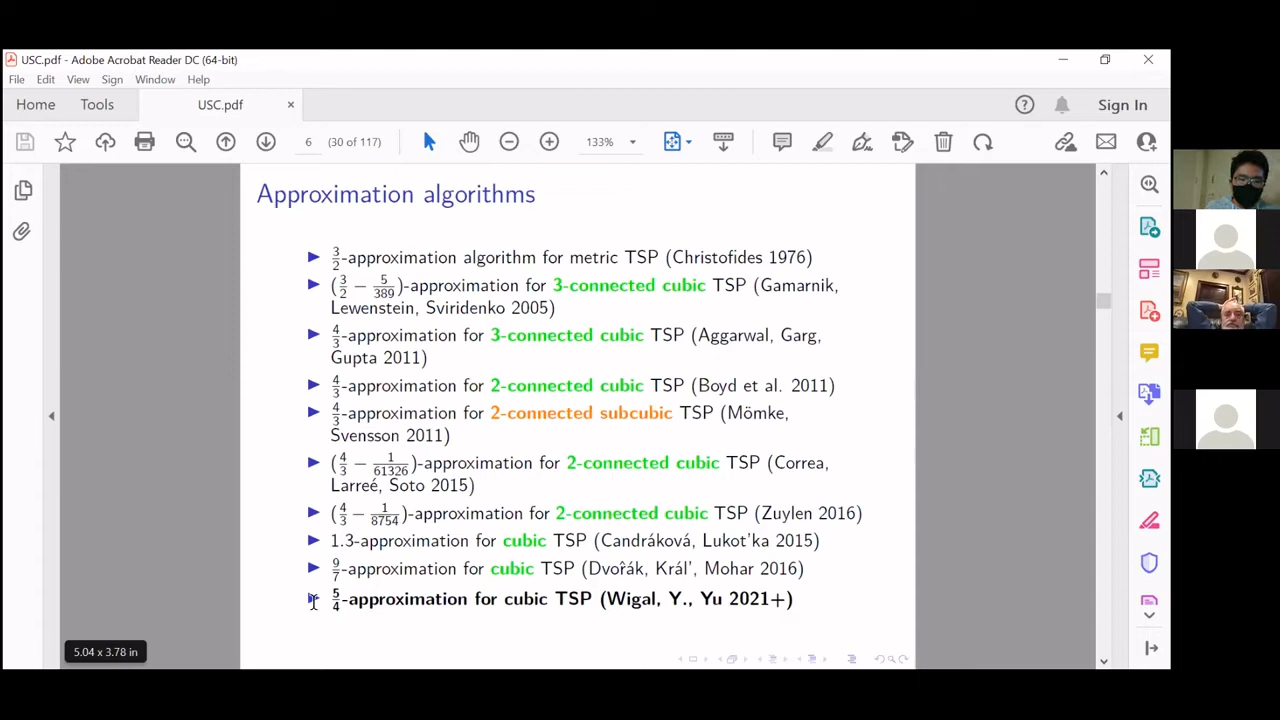 USC.pdf - Adobe Acrobat Reader DC (64-bit)
File Edit View Sign Window Help
Home Tools USC.pdf × Sign In
6 (30 of 117) 133%
Approximation algorithms
3/2-approximation algorithm for metric TSP (Christofides 1976)
(3/2 − 5/389)-approximation for 3-connected cubic TSP (Gamarnik,
Lewenstein, Sviridenko 2005)
4/3-approximation for 3-connected cubic TSP (Aggarwal, Garg,
Gupta 2011)
4/3-approximation for 2-connected cubic TSP (Boyd et al. 2011)
4/3-approximation for 2-connected subcubic TSP (Mömke,
Svensson 2011)
(4/3 − 1/61326)-approximation for 2-connected cubic TSP (Correa,
Larreé, Soto 2015)
(4/3 − 1/8754)-approximation for 2-connected cubic TSP (Zuylen 2016)
1.3-approximation for cubic TSP (Candráková, Lukot'ka 2015)
9/7-approximation for cubic TSP (Dvořák, Král', Mohar 2016)
5/4-approximation for cubic TSP (Wigal, Y., Yu 2021+)
5.04 x 3.78 in